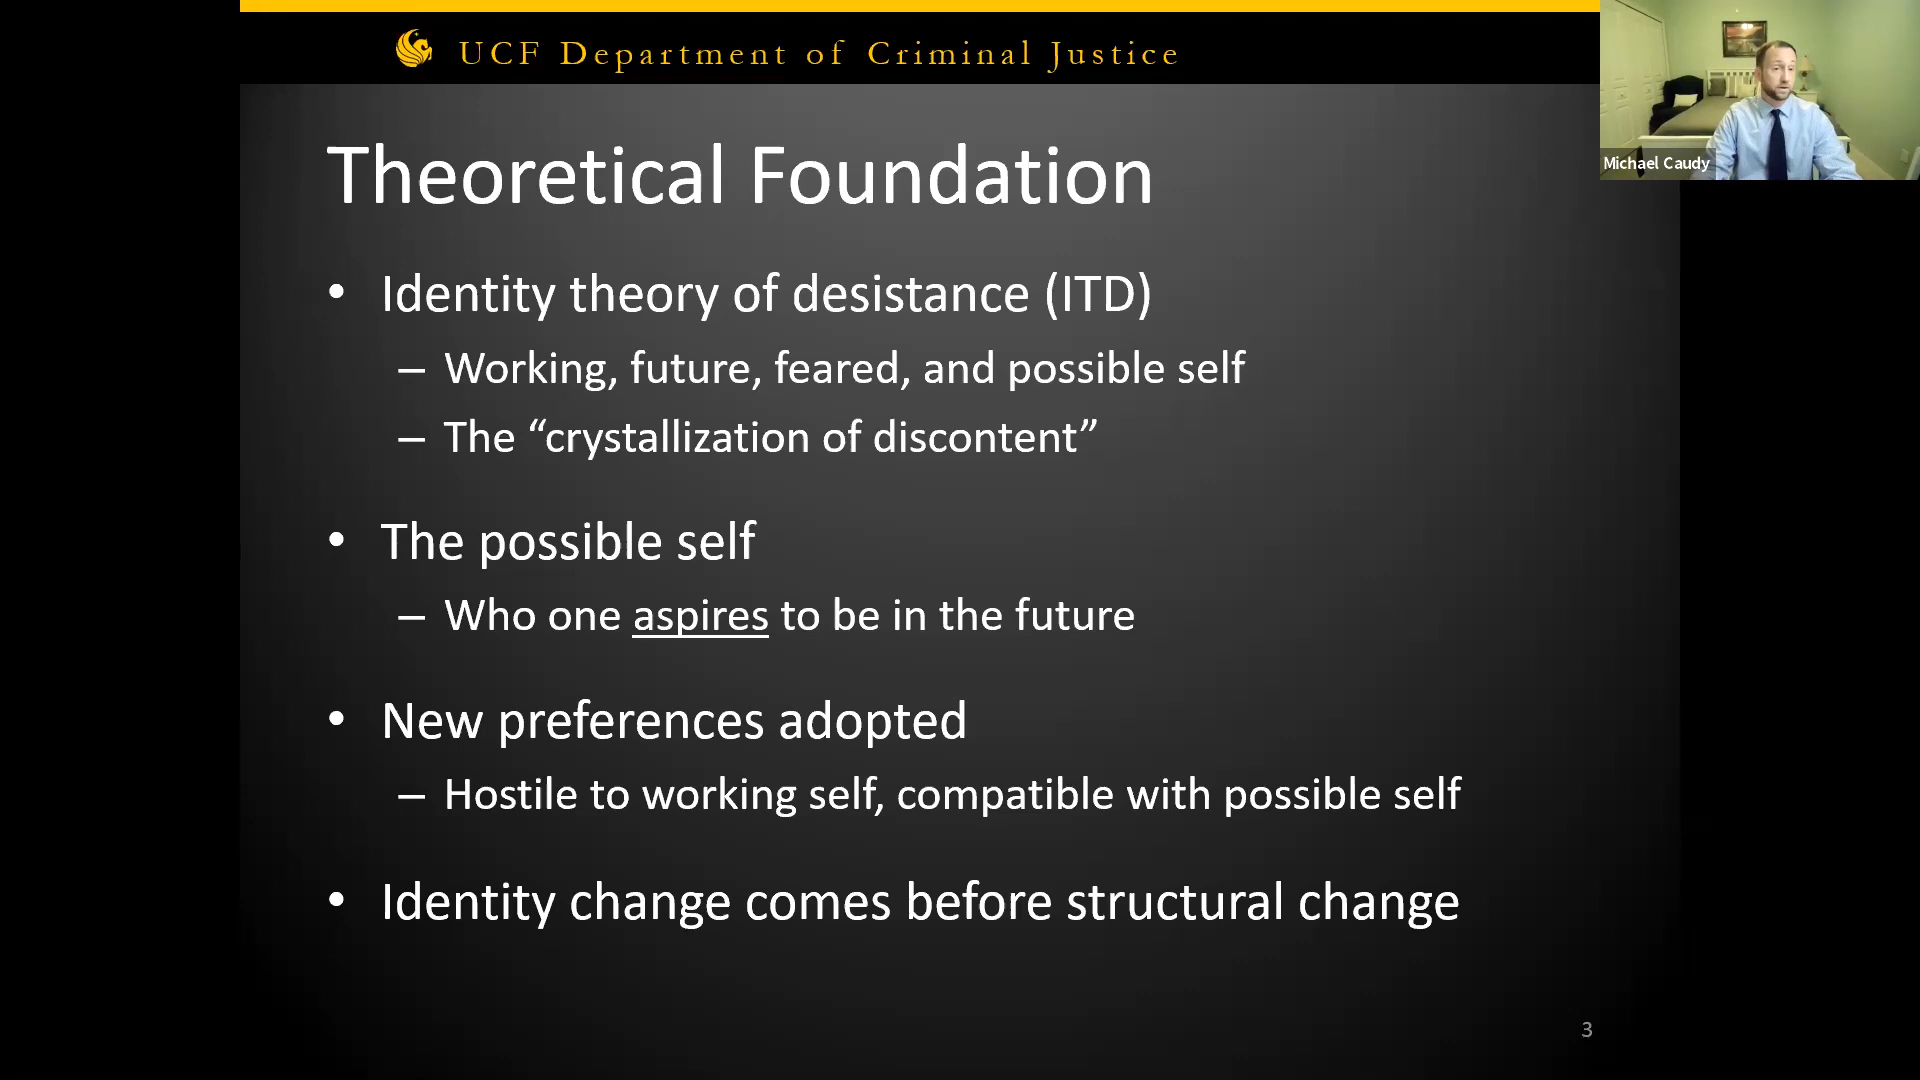 UCF Department of Criminal Justice
Michael Caudy
Theoretical Foundation
• Identity theory of desistance (ITD)
– Working, future, feared, and possible self
– The “crystallization of discontent”
• The possible self
– Who one aspires to be in the future
• New preferences adopted
– Hostile to working self, compatible with possible self
• Identity change comes before structural change
3